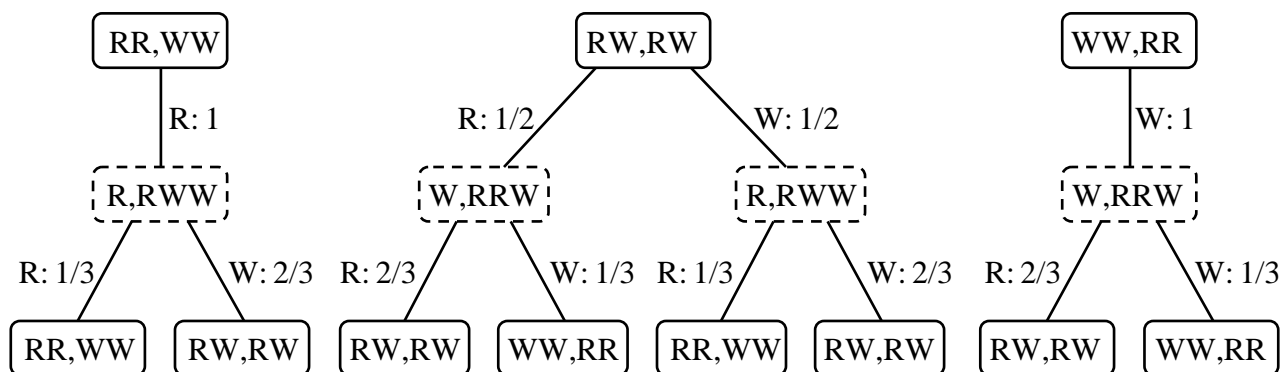 RR,WW
RW,RW
WW,RR
R: 1
R: 1/2
W: 1/2
W: 1
R,RWW
W,RRW
R,RWW
W,RRW
R: 1/3
W: 2/3
R: 2/3
W: 1/3
R: 1/3
W: 2/3
R: 2/3
W: 1/3
RR,WW
RW,RW
RW,RW
WW,RR
RR,WW
RW,RW
RW,RW
WW,RR